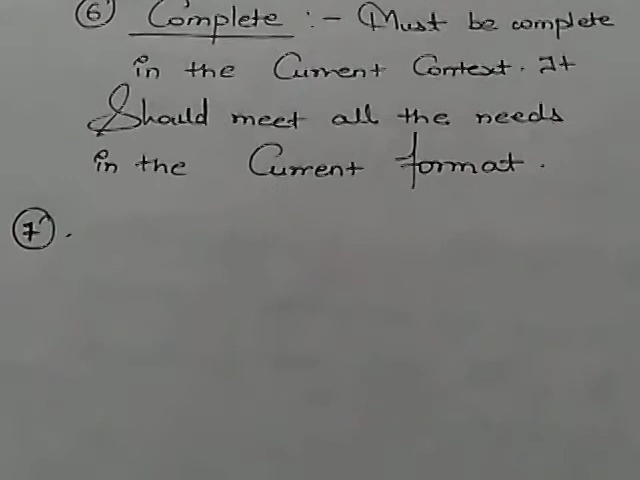 ⑥ Complete :- Must be complete
in the Current Context. It
Should meet all the needs
in the Current format.
⑦.